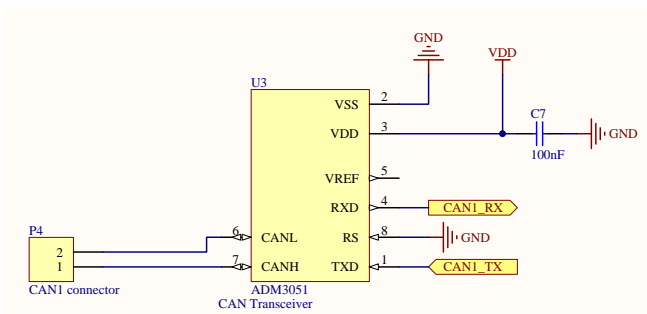 GND
VDD
U3
VSS
2
VDD
3
C7
100nF
GND
VREF
5
RXD
4
CAN1_RX
P4
2
1
CAN1 connector
6
CANL
RS
8
GND
7
CANH
TXD
1
CAN1_TX
ADM3051
CAN Transceiver